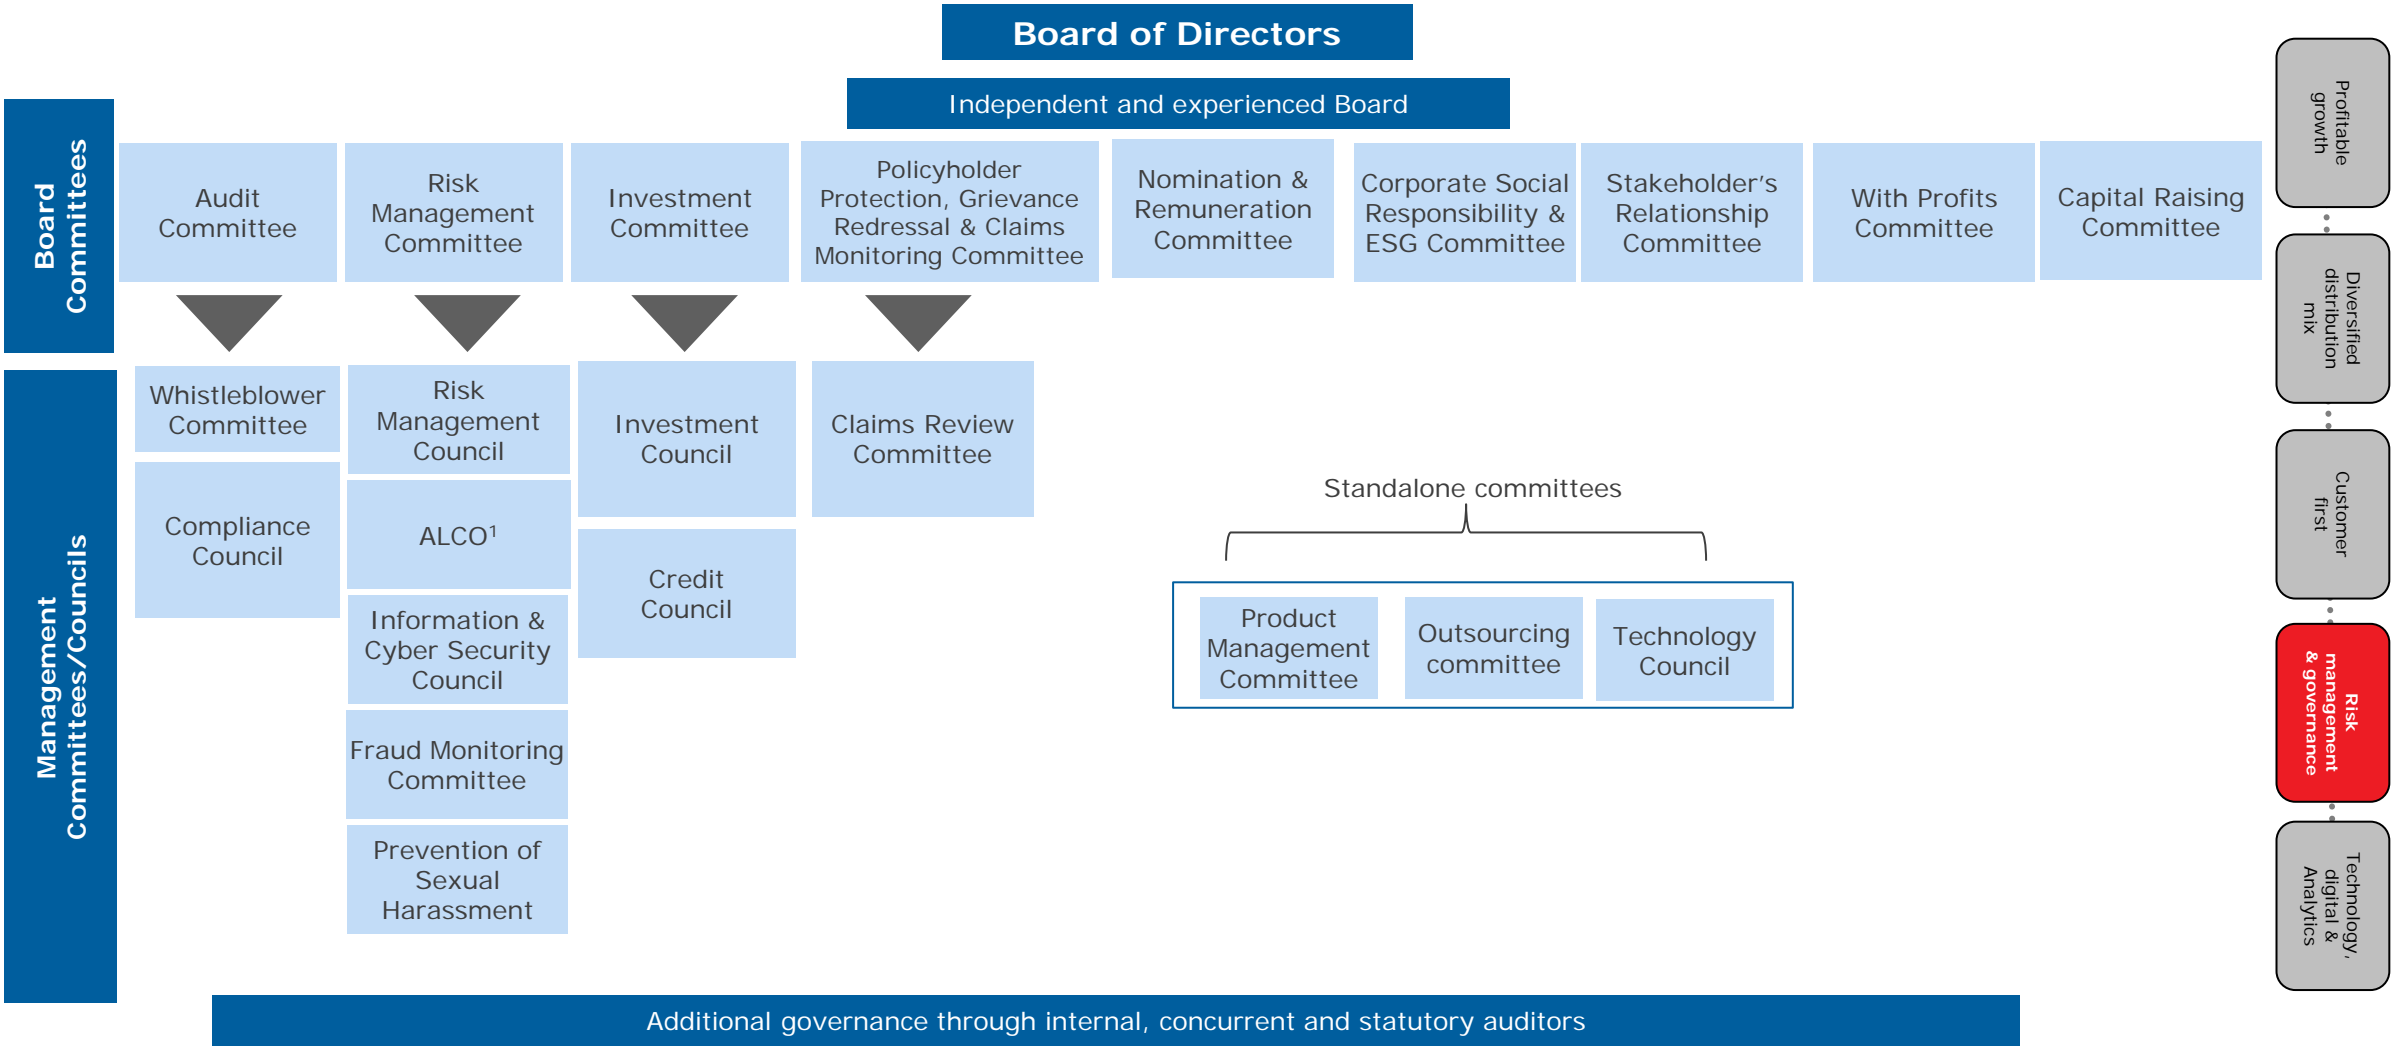 Board of Directors
Independent and experienced Board
Board
Committees
Audit
Committee
Risk
Management
Committee
Investment
Committee
Policyholder
Protection, Grievance
Redressal & Claims
Monitoring Committee
Nomination &
Remuneration
Committee
Corporate Social
Responsibility &
ESG Committee
Stakeholder’s
Relationship
Committee
With Profits
Committee
Capital Raising
Committee
Management
Committees/Councils
Whistleblower
Committee
Compliance
Council
Risk
Management
Council
ALCO¹
Information &
Cyber Security
Council
Fraud Monitoring
Committee
Prevention of
Sexual
Harassment
Investment
Council
Credit
Council
Claims Review
Committee
Standalone committees
Product
Management
Committee
Outsourcing
committee
Technology
Council
Additional governance through internal, concurrent and statutory auditors
Profitable
growth
Diversified
distribution
mix
Customer
first
Risk
management
& governance
Technology,
digital &
Analytics